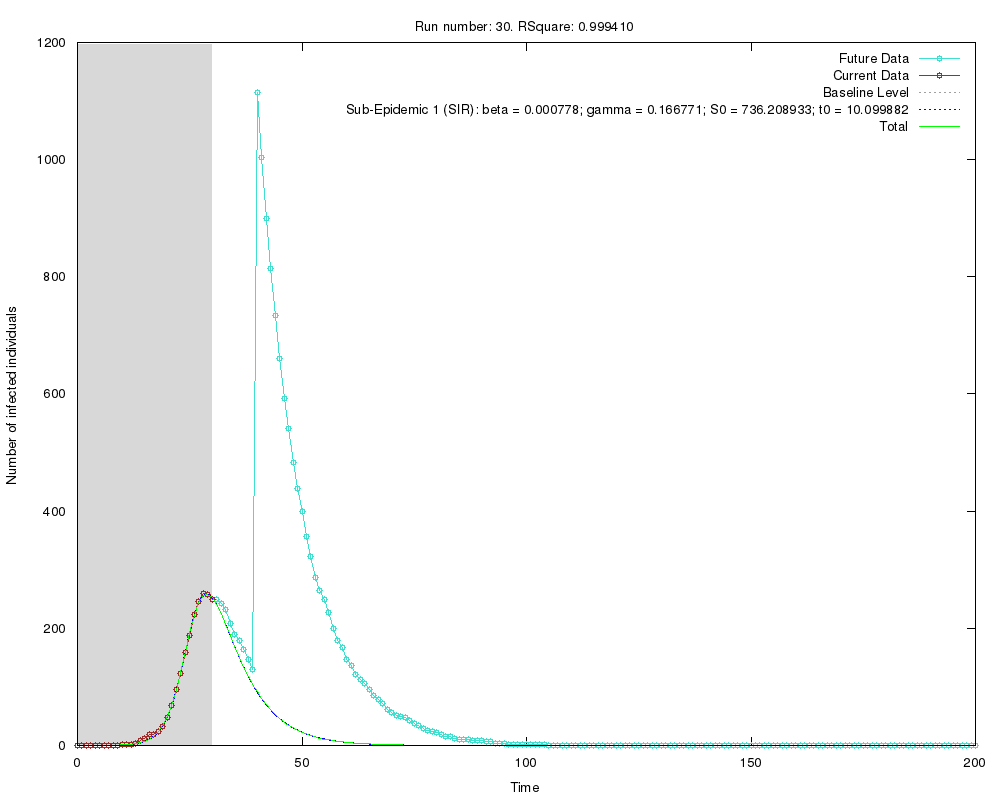 Run number: 30. RSquare: 0.999410
1200
1000
800
600
400
200
0
Number of infected individuals
Future Data
Current Data
Baseline Level
Sub-Epidemic 1 (SIR): beta = 0.000778; gamma = 0.166771; S0 = 736.208933; t0 = 10.099882
Total
0 50 100 150 200
Time